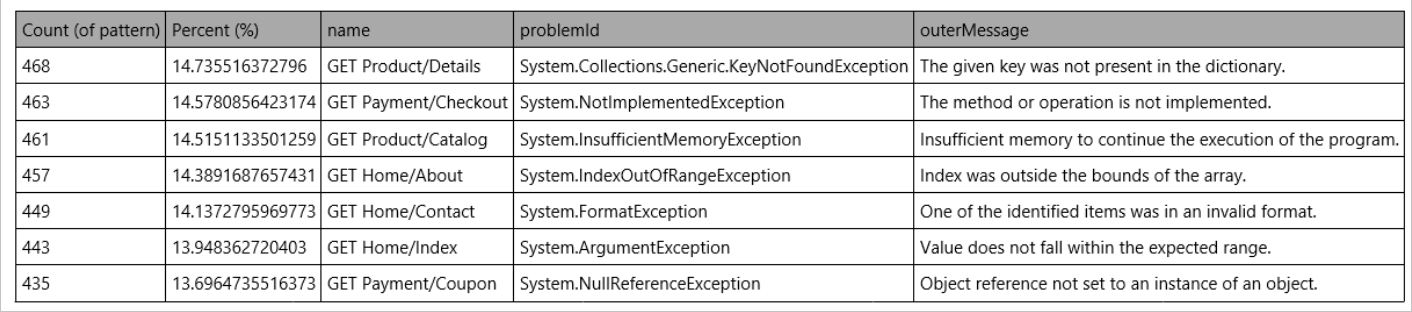 Count (of pattern) Percent (%) name problemId outerMessage
468 14.735516372796 GET Product/Details System.Collections.Generic.KeyNotFoundException The given key was not present in the dictionary.
463 14.5780856423174 GET Payment/Checkout System.NotImplementedException The method or operation is not implemented.
461 14.5151133501259 GET Product/Catalog System.InsufficientMemoryException Insufficient memory to continue the execution of the program.
457 14.3891687657431 GET Home/About System.IndexOutOfRangeException Index was outside the bounds of the array.
449 14.1372795969773 GET Home/Contact System.FormatException One of the identified items was in an invalid format.
443 13.948362720403 GET Home/Index System.ArgumentException Value does not fall within the expected range.
435 13.6964735516373 GET Payment/Coupon System.NullReferenceException Object reference not set to an instance of an object.